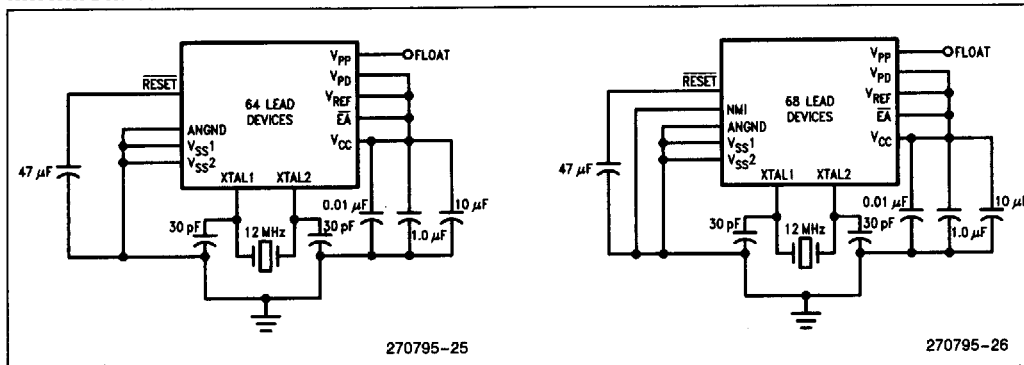 V_PP
FLOAT
V_PD
RESET
V_REF
64 LEAD
DEVICES
EA
ANGND
V_CC
V_SS1
V_SS2
47 µF
XTAL1 XTAL2
0.01 µF
10 µF
30 pF
12 MHz
30 pF
1.0 µF
270795-25
V_PP
FLOAT
V_PD
RESET
V_REF
NMI
68 LEAD
DEVICES
EA
ANGND
V_CC
V_SS1
V_SS2
47 µF
XTAL1 XTAL2
0.01 µF
10 µF
30 pF
12 MHz
30 pF
1.0 µF
270795-26